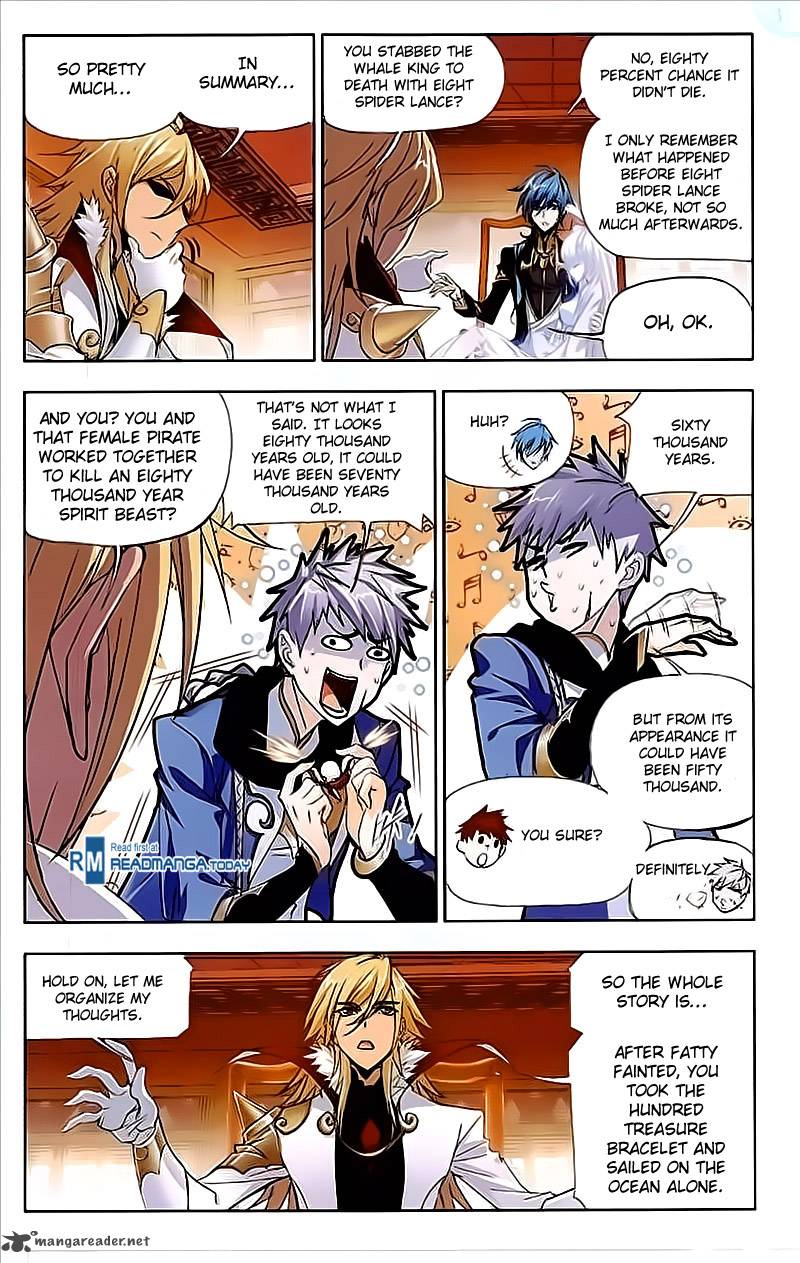 SO PRETTY
MUCH...
IN
SUMMARY...
YOU STABBED THE
WHALE KING TO
DEATH WITH EIGHT
SPIDER LANCE?
NO, EIGHTY
PERCENT CHANCE IT
DIDN'T DIE.
I ONLY REMEMBER
WHAT HAPPENED
BEFORE EIGHT
SPIDER LANCE
BROKE, NOT SO
MUCH AFTERWARDS.
OH, OK.
AND YOU? YOU AND
THAT FEMALE PIRATE
WORKED TOGETHER
TO KILL AN EIGHTY
THOUSAND YEAR
SPIRIT BEAST?
THAT'S NOT WHAT I
SAID. IT LOOKS
EIGHTY THOUSAND
YEARS OLD, IT COULD
HAVE BEEN SEVENTY
THOUSAND YEARS
OLD.
HUH?
SIXTY
THOUSAND
YEARS.
BUT FROM ITS
APPEARANCE IT
COULD HAVE
BEEN FIFTY
THOUSAND.
YOU SURE?
DEFINITELY
RM Read first at
READMANGA.TODAY
HOLD ON, LET ME
ORGANIZE MY
THOUGHTS.
SO THE WHOLE
STORY IS...
AFTER FATTY
FAINTED, YOU
TOOK THE
HUNDRED
TREASURE
BRACELET AND
SAILED ON THE
OCEAN ALONE.
mangareader.net